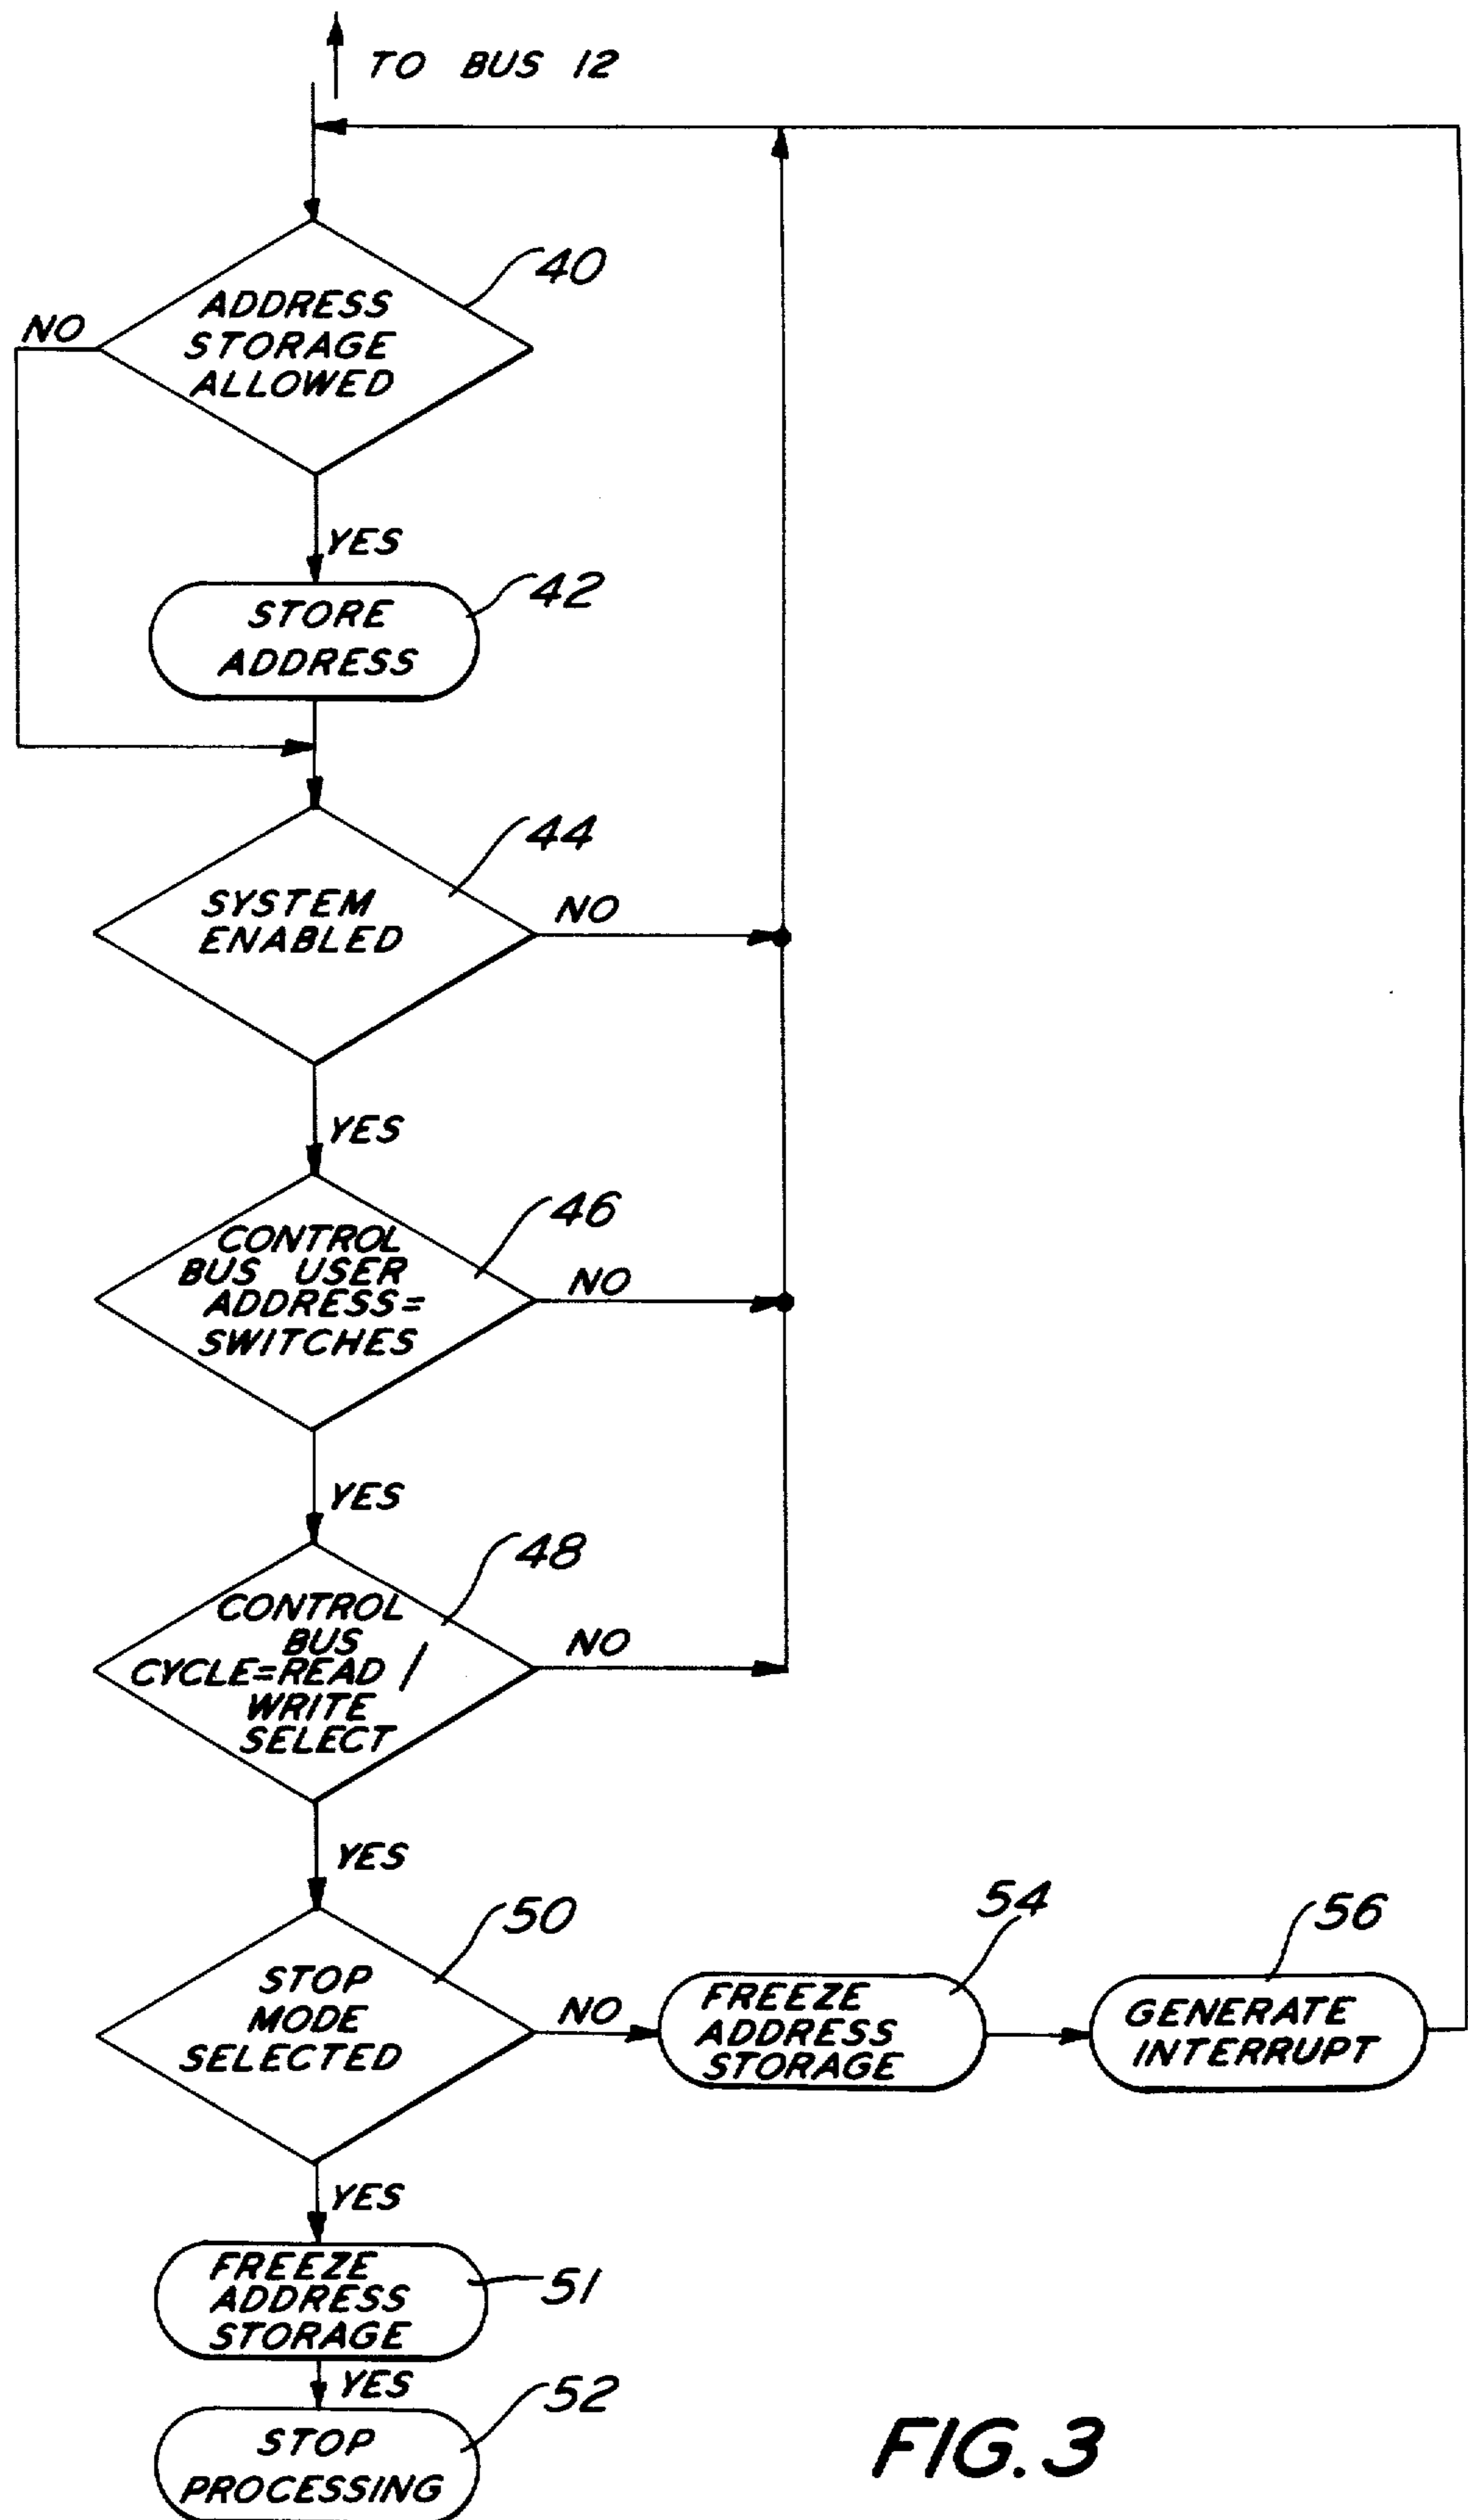 TO BUS 12
40
ADDRESS
STORAGE
ALLOWED
NO
YES
42
STORE
ADDRESS
44
SYSTEM
ENABLED
NO
YES
46
CONTROL
BUS USER
ADDRESS=
SWITCHES
NO
YES
48
CONTROL
BUS
CYCLE=READ /
WRITE
SELECT
NO
YES
50
STOP
MODE
SELECTED
NO
54
FREEZE
ADDRESS
STORAGE
56
GENERATE
INTERRUPT
YES
FREEZE
ADDRESS
STORAGE
51
YES
52
STOP
PROCESSING
FIG. 3